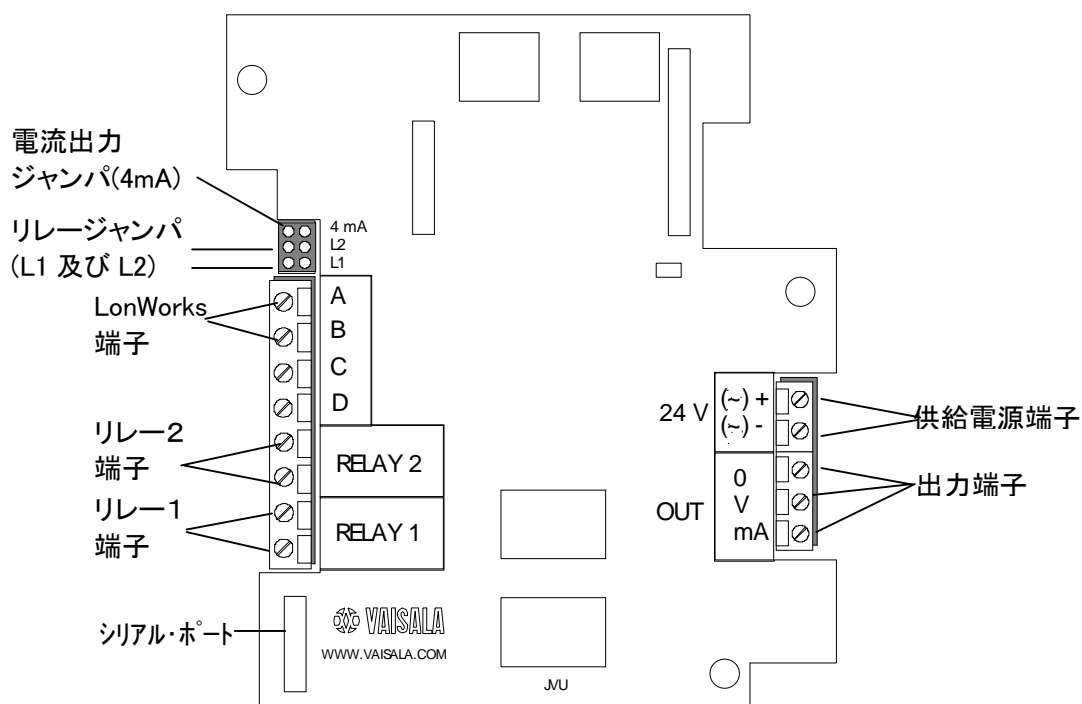 電流出力
ジャンパ(4mA)
リレージャンパ
(L1 及び L2)
4 mA
L2
L1
LonWorks
端子
A
B
C
D
リレー2
端子
RELAY 2
リレー1
端子
RELAY 1
シリアル・ポート
VAISALA
WWW.VAISALA.COM
JVU
24 V
(~) +
(~) -
供給電源端子
OUT
0
V
mA
出力端子